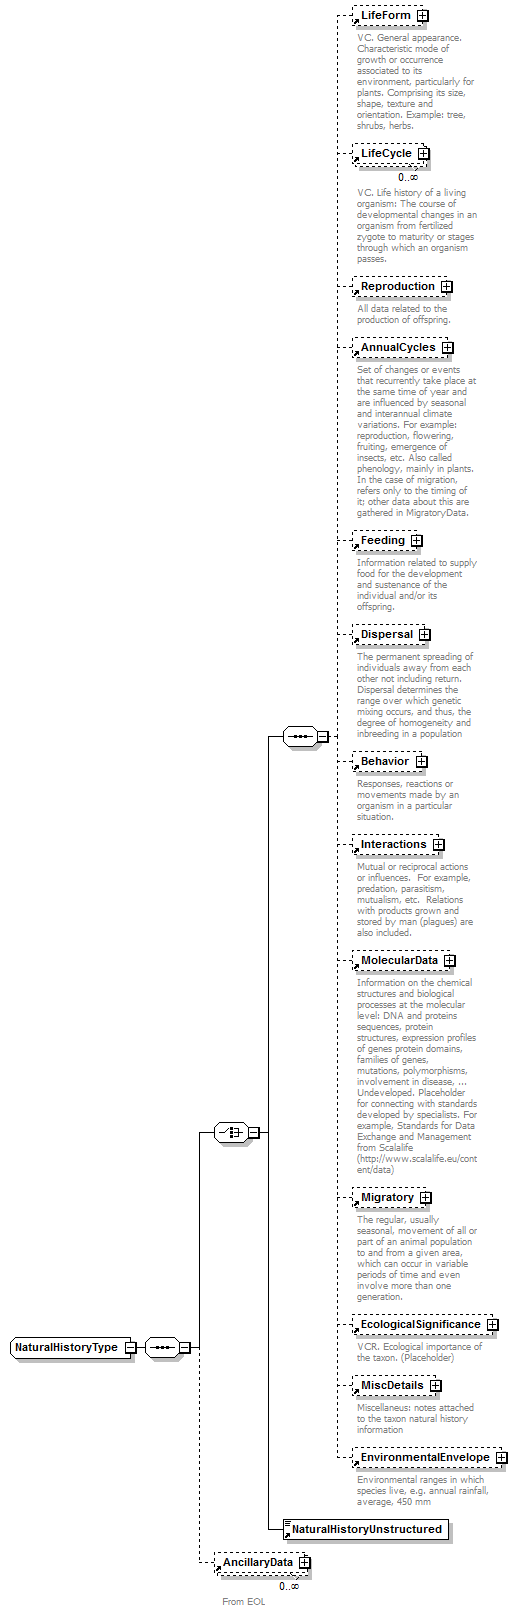 LifeForm
VC. General appearance.
Characteristic mode of
growth or occurrence
associated to its
environment, particularly for
plants. Comprising its size,
shape, texture and
orientation. Example: tree,
shrubs, herbs.
LifeCycle
0..∞
VC. Life history of a living
organism: The course of
developmental changes in an
organism from fertilized
zygote to maturity or stages
through which an organism
passes.
Reproduction
All data related to the
production of offspring.
AnnualCycles
Set of changes or events
that recurrently take place at
the same time of year and
are influenced by seasonal
and interannual climate
variations. For example:
reproduction, flowering,
fruiting, emergence of
insects, etc. Also called
phenology, mainly in plants.
In the case of migration,
refers only to the timing of
it; other data about this are
gathered in MigratoryData.
Feeding
Information related to supply
food for the development
and sustenance of the
individual and/or its
offspring.
Dispersal
The permanent spreading of
individuals away from each
other not including return.
Dispersal determines the
range over which genetic
mixing occurs, and thus, the
degree of homogeneity and
inbreeding in a population
Behavior
Responses, reactions or
movements made by an
organism in a particular
situation.
Interactions
Mutual or reciprocal actions
or influences.  For example,
predation, parasitism,
mutualism, etc.  Relations
with products grown and
stored by man (plagues) are
also included.
MolecularData
Information on the chemical
structures and biological
processes at the molecular
level: DNA and proteins
sequences, protein
structures, expression profiles
of genes protein domains,
families of genes,
mutations, polymorphisms,
involvement in disease, ...
Undeveloped. Placeholder
for connecting with standards
developed by specialists. For
example, Standards for Data
Exchange and Management
from Scalalife
(http://www.scalalife.eu/cont
ent/data)
Migratory
The regular, usually
seasonal, movement of all or
part of an animal population
to and from a given area,
which can occur in variable
periods of time and even
involve more than one
generation.
EcologicalSignificance
VCR, Ecological importance of
the taxon. (Placeholder)
NaturalHistoryType
MiscDetails
Miscellaneus: notes attached
to the taxon natural history
information
EnvironmentalEnvelope
Environmental ranges in which
species live, e.g. annual rainfall,
average, 450 mm
NaturalHistoryUnstructured
AncillaryData
0..∞
From EOL